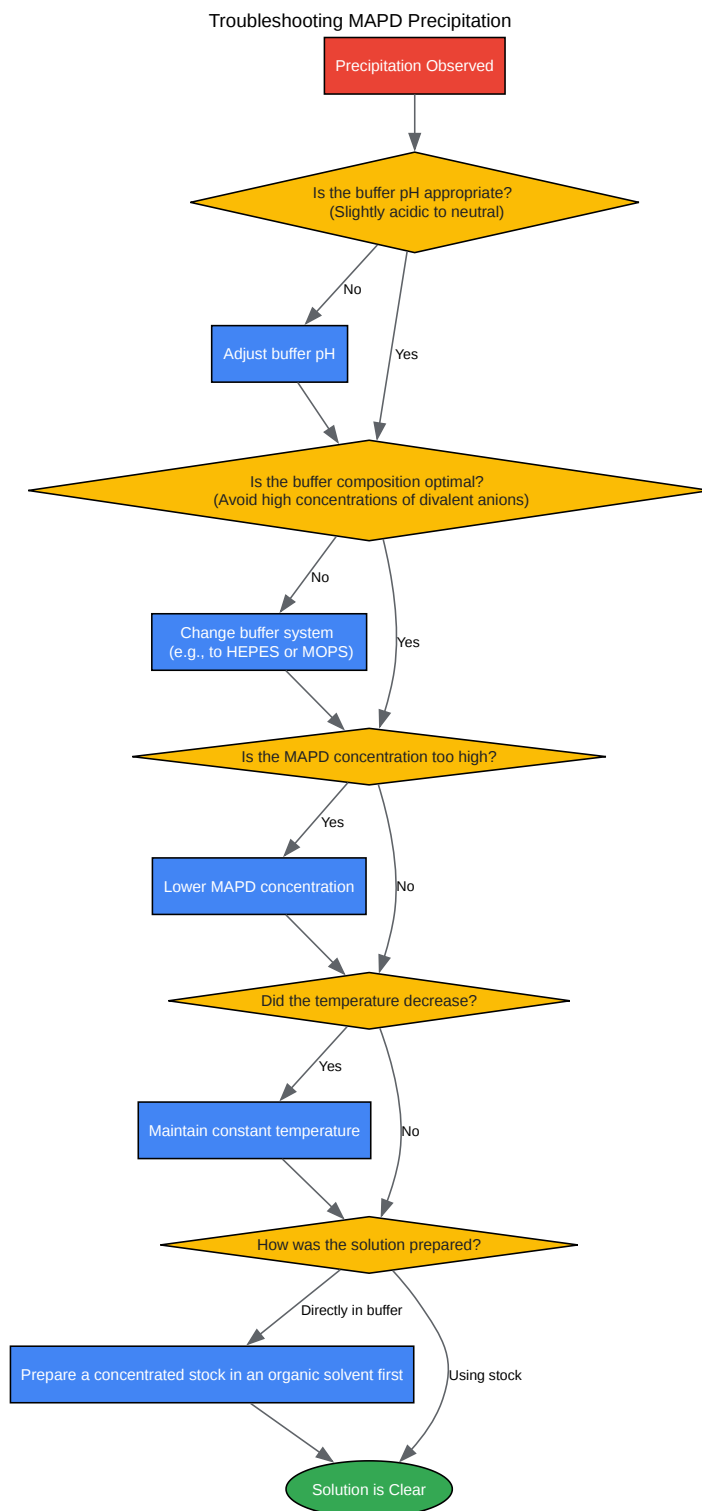 Troubleshooting MAPD Precipitation
Precipitation Observed
Is the buffer pH appropriate?
(Slightly acidic to neutral)
No
Yes
Adjust buffer pH
Is the buffer composition optimal?
(Avoid high concentrations of divalent anions)
No
Yes
Change buffer system
(e.g., to HEPES or MOPS)
Is the MAPD concentration too high?
Yes
No
Lower MAPD concentration
Did the temperature decrease?
Yes
No
Maintain constant temperature
How was the solution prepared?
Directly in buffer
Using stock
Prepare a concentrated stock in an organic solvent first
Solution is Clear